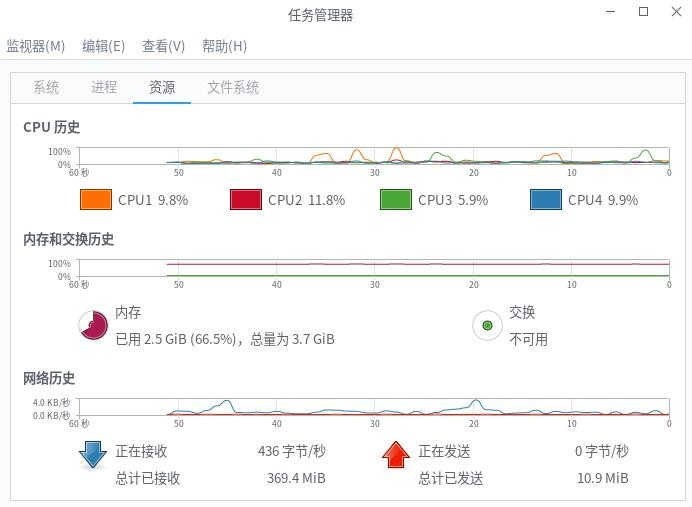 任务管理器
监视器(M) 编辑(E) 查看(V) 帮助(H)
系统 进程 资源 文件系统
CPU 历史
100%
0%
60 秒 50 40 30 20 10 0
CPU1 9.8% CPU2 11.8% CPU3 5.9% CPU4 9.9%
内存和交换历史
100%
0%
60 秒 50 40 30 20 10 0
内存 交换
已用 2.5 GiB (66.5%)，总量为 3.7 GiB 不可用
网络历史
4.0 KB/秒
0.0 KB/秒
60 秒 50 40 30 20 10 0
正在接收 436 字节/秒 正在发送 0 字节/秒
总计已接收 369.4 MiB 总计已发送 10.9 MiB